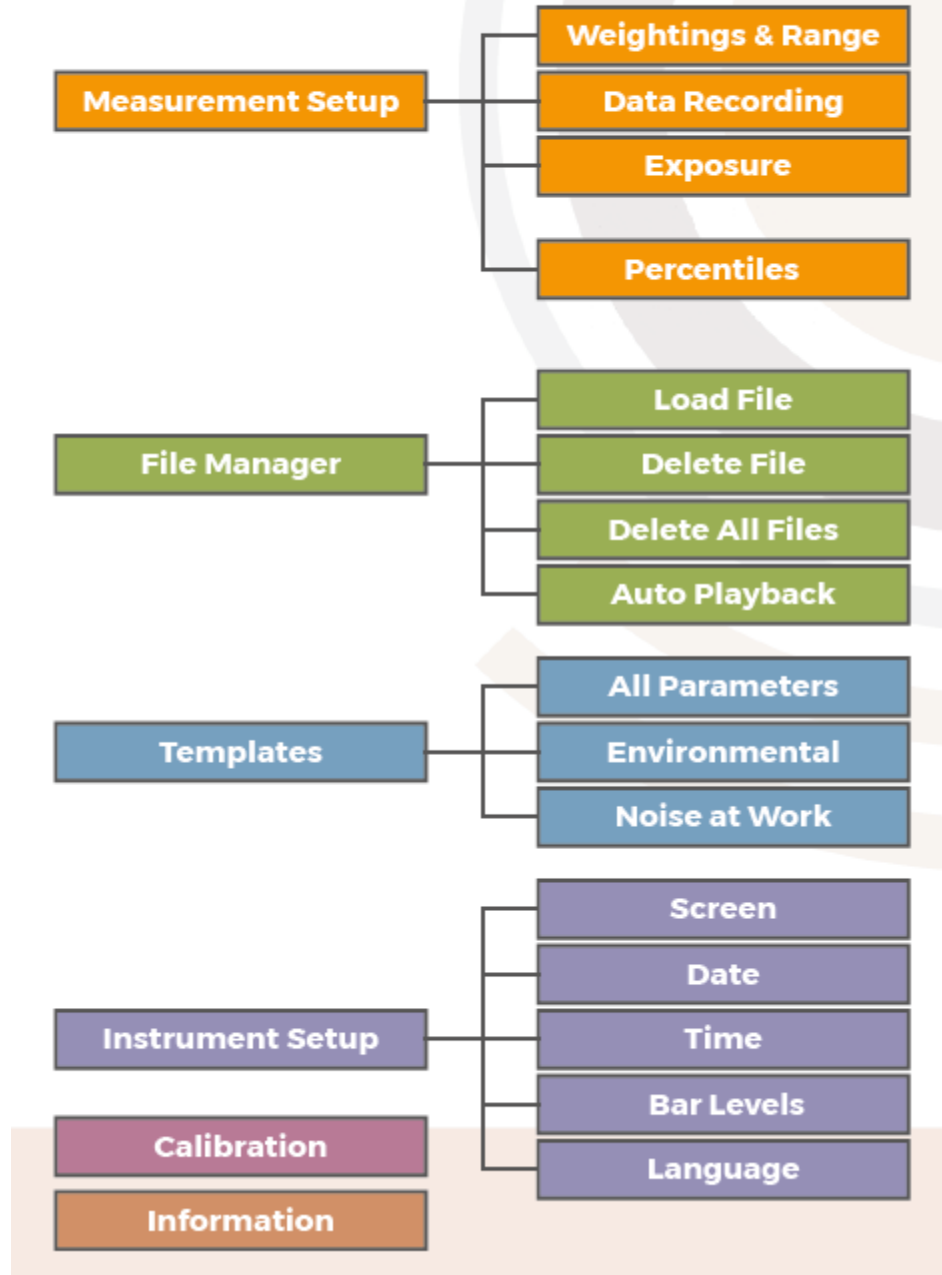 Measurement Setup
Weightings & Range
Data Recording
Exposure
Percentiles
File Manager
Load File
Delete File
Delete All Files
Auto Playback
Templates
All Parameters
Environmental
Noise at Work
Instrument Setup
Screen
Date
Time
Bar Levels
Language
Calibration
Information